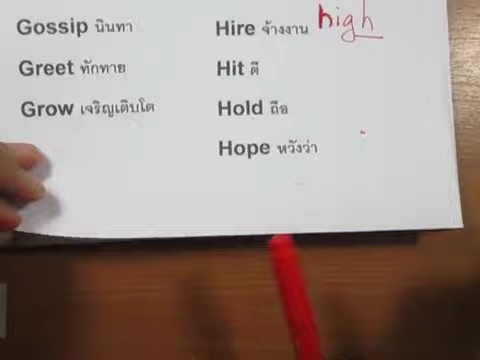 Gossip นินทา
Greet ทักทาย
Grow เจริญเติบโต
Hire จ้างงาน high
Hit ตี
Hold ถือ
Hope หวังว่า